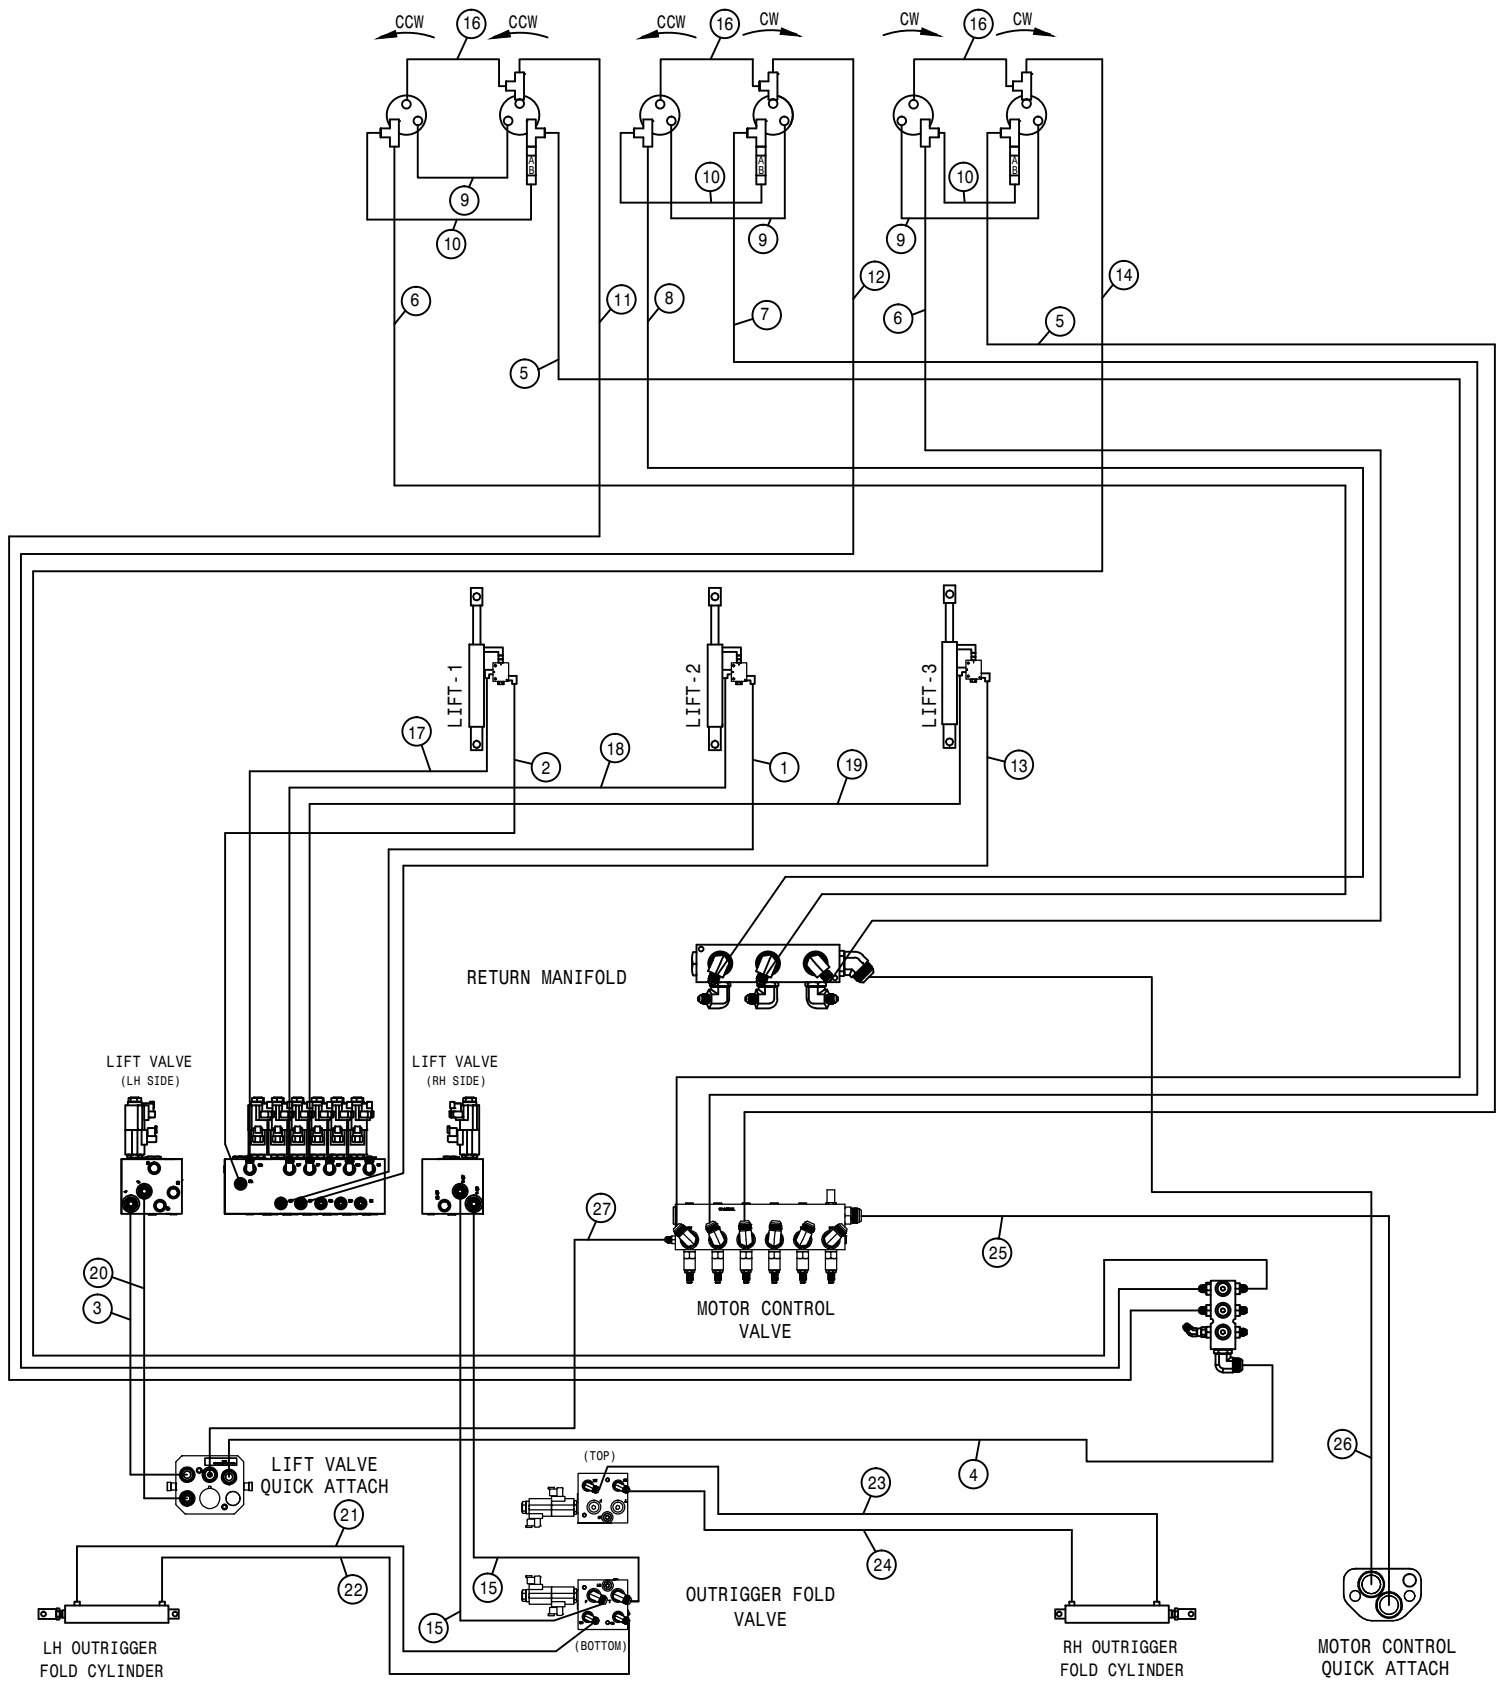 CCW 16 CCW CCW 16 CW CW 16 CW
A
B
A
B
A
B
10 10
9 9 9
10
6 11 8 7 12 6 5 14
5
LIFT-1 LIFT-2 LIFT-3
17 2 18 1 19 13
RETURN MANIFOLD
LIFT VALVE
(LH SIDE)
LIFT VALVE
(RH SIDE)
27
25
20
3
MOTOR CONTROL
VALVE
26
4
LIFT VALVE
QUICK ATTACH
(TOP)
23
24
21
22
15
15
OUTRIGGER FOLD
VALVE
(BOTTOM)
LH OUTRIGGER
FOLD CYLINDER
RH OUTRIGGER
FOLD CYLINDER
MOTOR CONTROL
QUICK ATTACH